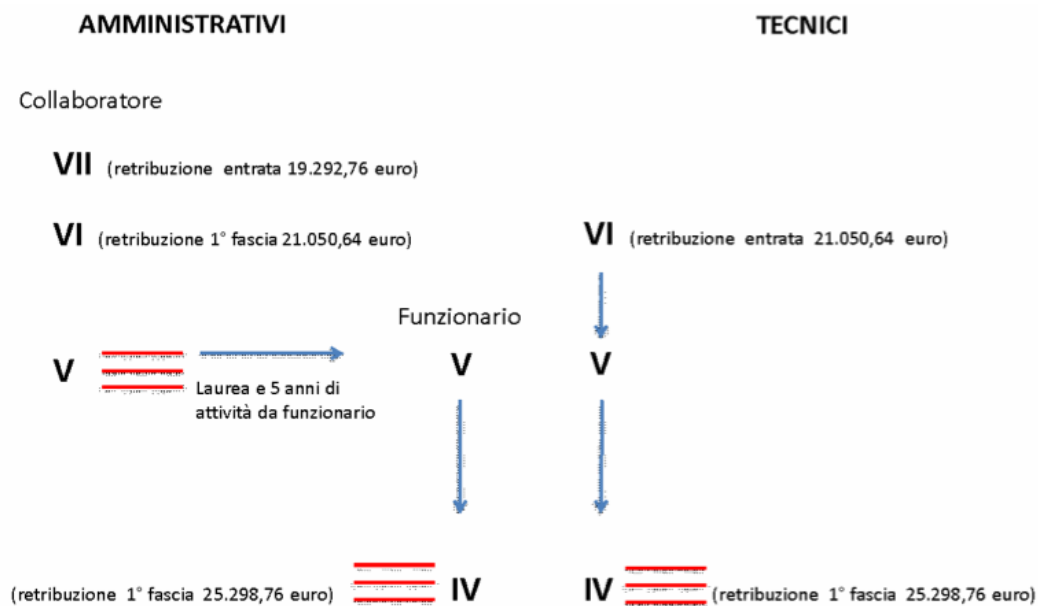 AMMINISTRATIVI TECNICI
Collaboratore
VII (retribuzione entrata 19.292,76 euro)
VI (retribuzione 1° fascia 21.050,64 euro) VI (retribuzione entrata 21.050,64 euro)
Funzionario
V V V
Laurea e 5 anni di
attività da funzionario
(retribuzione 1° fascia 25.298,76 euro) IV IV (retribuzione 1° fascia 25.298,76 euro)